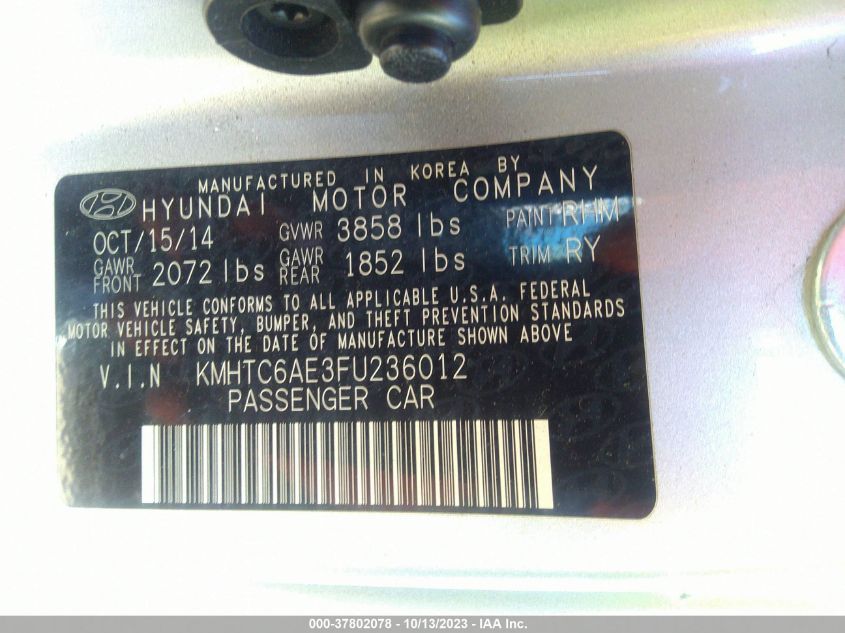 MANUFACTURED IN KOREA BY
HYUNDAI MOTOR COMPANY
OCT/15/14 GVWR 3858 lbs PAINT RHM
GAWR FRONT 2072 lbs GAWR REAR 1852 lbs TRIM RY
THIS VEHICLE CONFORMS TO ALL APPLICABLE U.S.A. FEDERAL
MOTOR VEHICLE SAFETY, BUMPER, AND THEFT PREVENTION STANDARDS
IN EFFECT ON THE DATE OF MANUFACTURE SHOWN ABOVE
V.I.N KMHTC6AE3FU236012
PASSENGER CAR
000-37802078 - 10/13/2023 - IAA Inc.